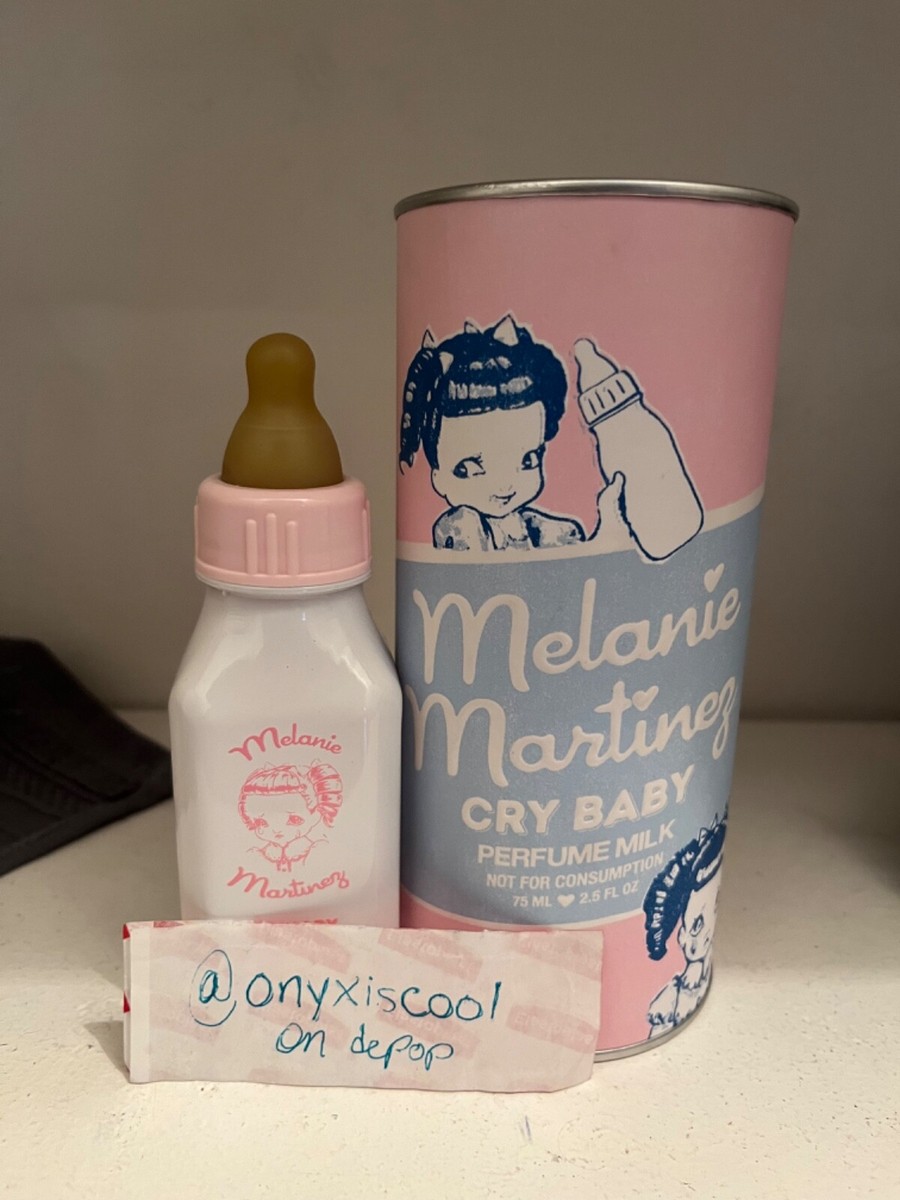 Melanie
Martinez
CRY BABY
PERFUME MILK
NOT FOR CONSUMPTION
75 ML ♥ 2.5 FL OZ
Melanie
Martinez
@onyxiscool
on depop